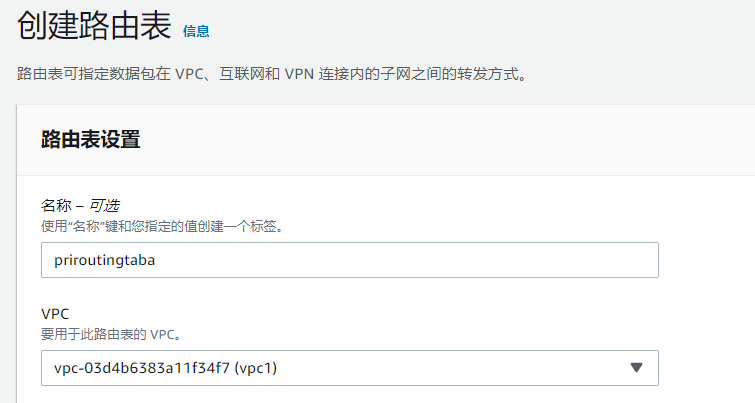 创建路由表 信息
路由表可指定数据包在 VPC、互联网和 VPN 连接内的子网之间的转发方式。
路由表设置
名称 – 可选
使用“名称”键和您指定的值创建一个标签。
priroutingtaba
VPC
要用于此路由表的 VPC。
vpc-03d4b6383a11f34f7 (vpc1)